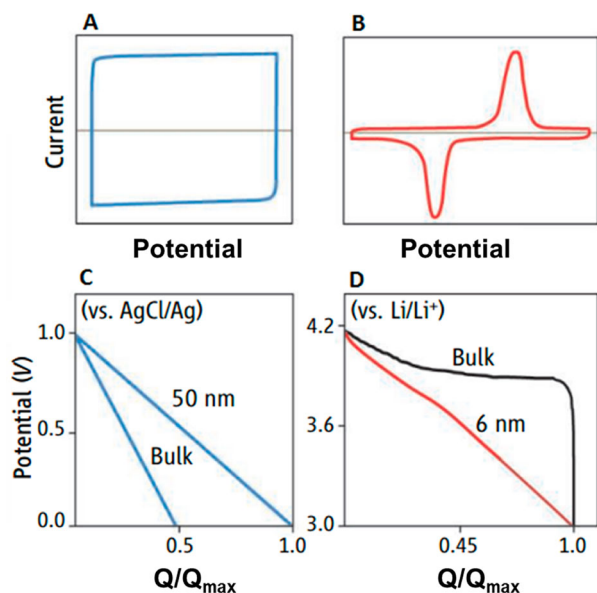 A
B
Current
Potential
Potential
C
D
(vs. AgCl/Ag)
(vs. Li/Li⁺)
1.0
4.2
Bulk
50 nm
Potential (V)
0.5
3.6
6 nm
Bulk
0.0
3.0
0.5
1.0
0.45
1.0
Q/Qmax
Q/Qmax